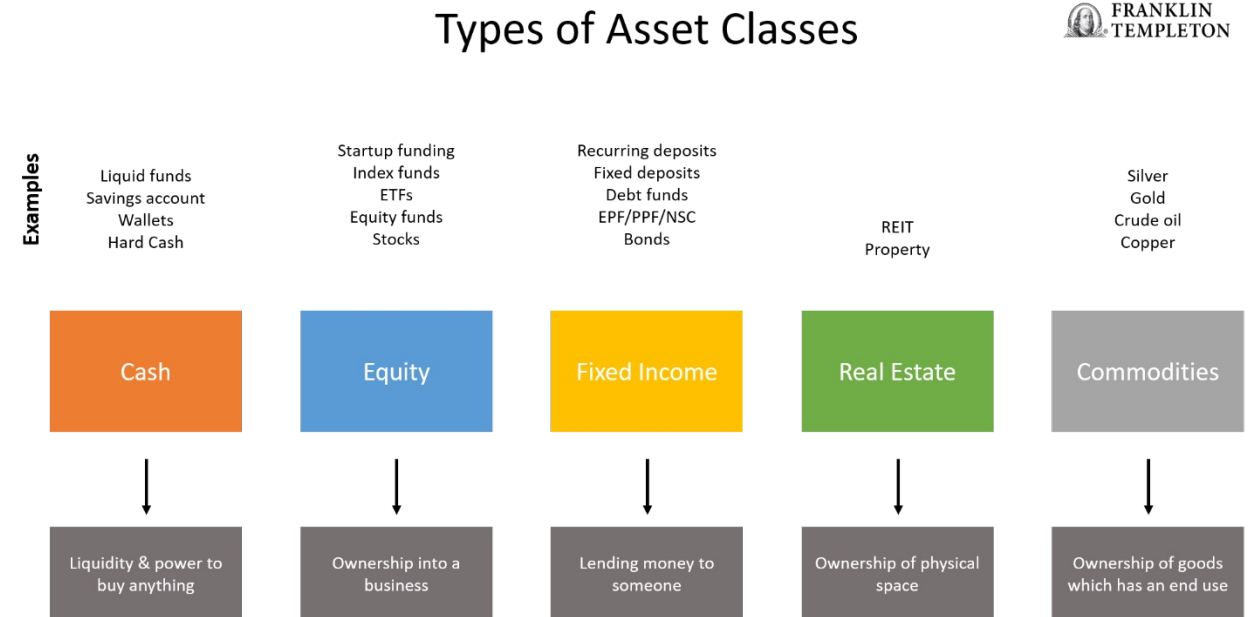 Types of Asset Classes
FRANKLIN
TEMPLETON
Examples
Liquid funds
Savings account
Wallets
Hard Cash
Startup funding
Index funds
ETFs
Equity funds
Stocks
Recurring deposits
Fixed deposits
Debt funds
EPF/PPF/NSC
Bonds
REIT
Property
Silver
Gold
Crude oil
Copper
Cash
Equity
Fixed Income
Real Estate
Commodities
Liquidity & power to
buy anything
Ownership into a
business
Lending money to
someone
Ownership of physical
space
Ownership of goods
which has an end use